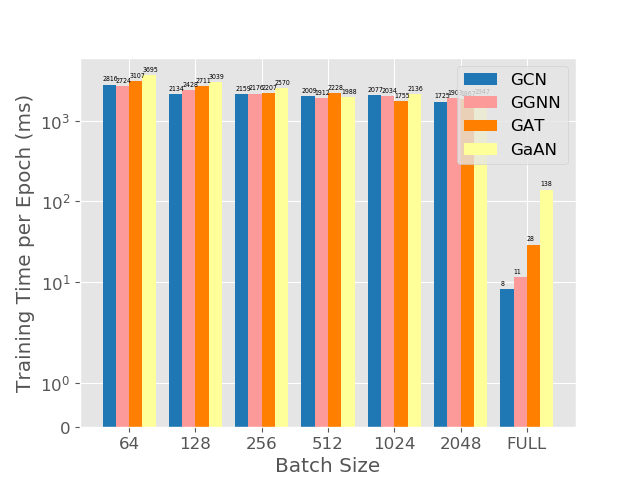 Training Time per Epoch (ms)
10³
10²
10¹
10⁰
0
2816 2724 3107 3695
2134 2428 2711 3039
2159 2176 2207 2570
2009 1912 2228 1988
2077 2034 1755 2136
1725
8 11 28 138
GCN
GGNN
GAT
GaAN
64 128 256 512 1024 2048 FULL
Batch Size